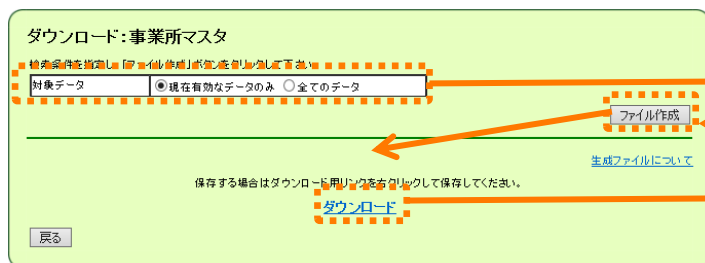 ダウンロード：事業所マスタ
検索条件を指定し、「ファイル作成」ボタンをクリックして下さい
対象データ ◉現在有効なデータのみ ○全てのデータ
ファイル作成
生成ファイルについて
保存する場合はダウンロード用リンクを右クリックして保存してください。
ダウンロード
戻る